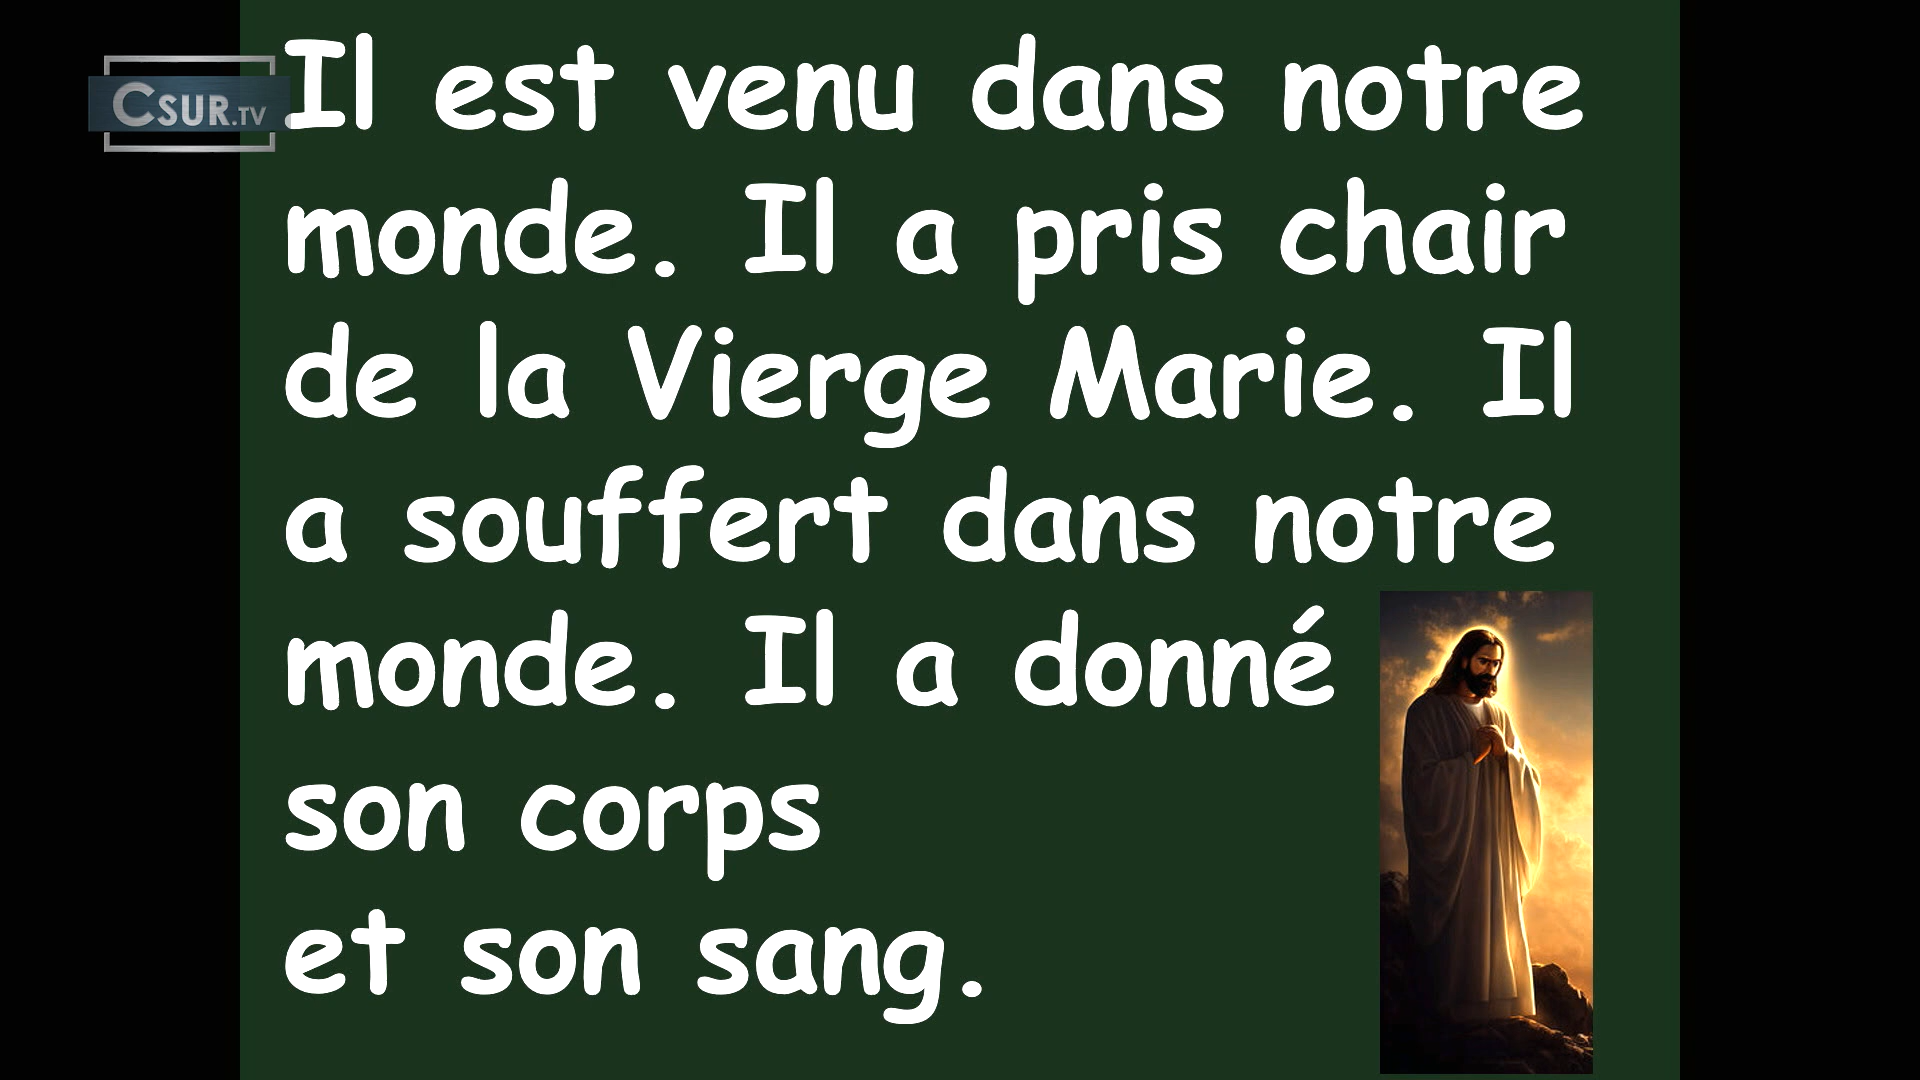 CSUR.TV
Il est venu dans notre
monde. Il a pris chair
de la Vierge Marie. Il
a souffert dans notre
monde. Il a donné
son corps
et son sang.